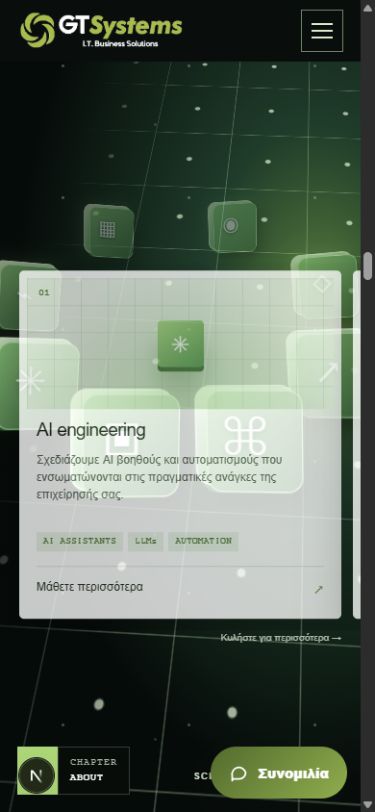 GTSystems
I.T. Business Solutions
01
AI engineering
Σχεδιάζουμε AI βοηθούς και αυτοματισμούς που
ενσωματώνονται στις πραγματικές ανάγκες της
επιχείρησής σας.
AI ASSISTANTS LLMs AUTOMATION
Μάθετε περισσότερα ↗
Κυλήστε για περισσότερα →
N
CHAPTER
ABOUT
Συνομιλία